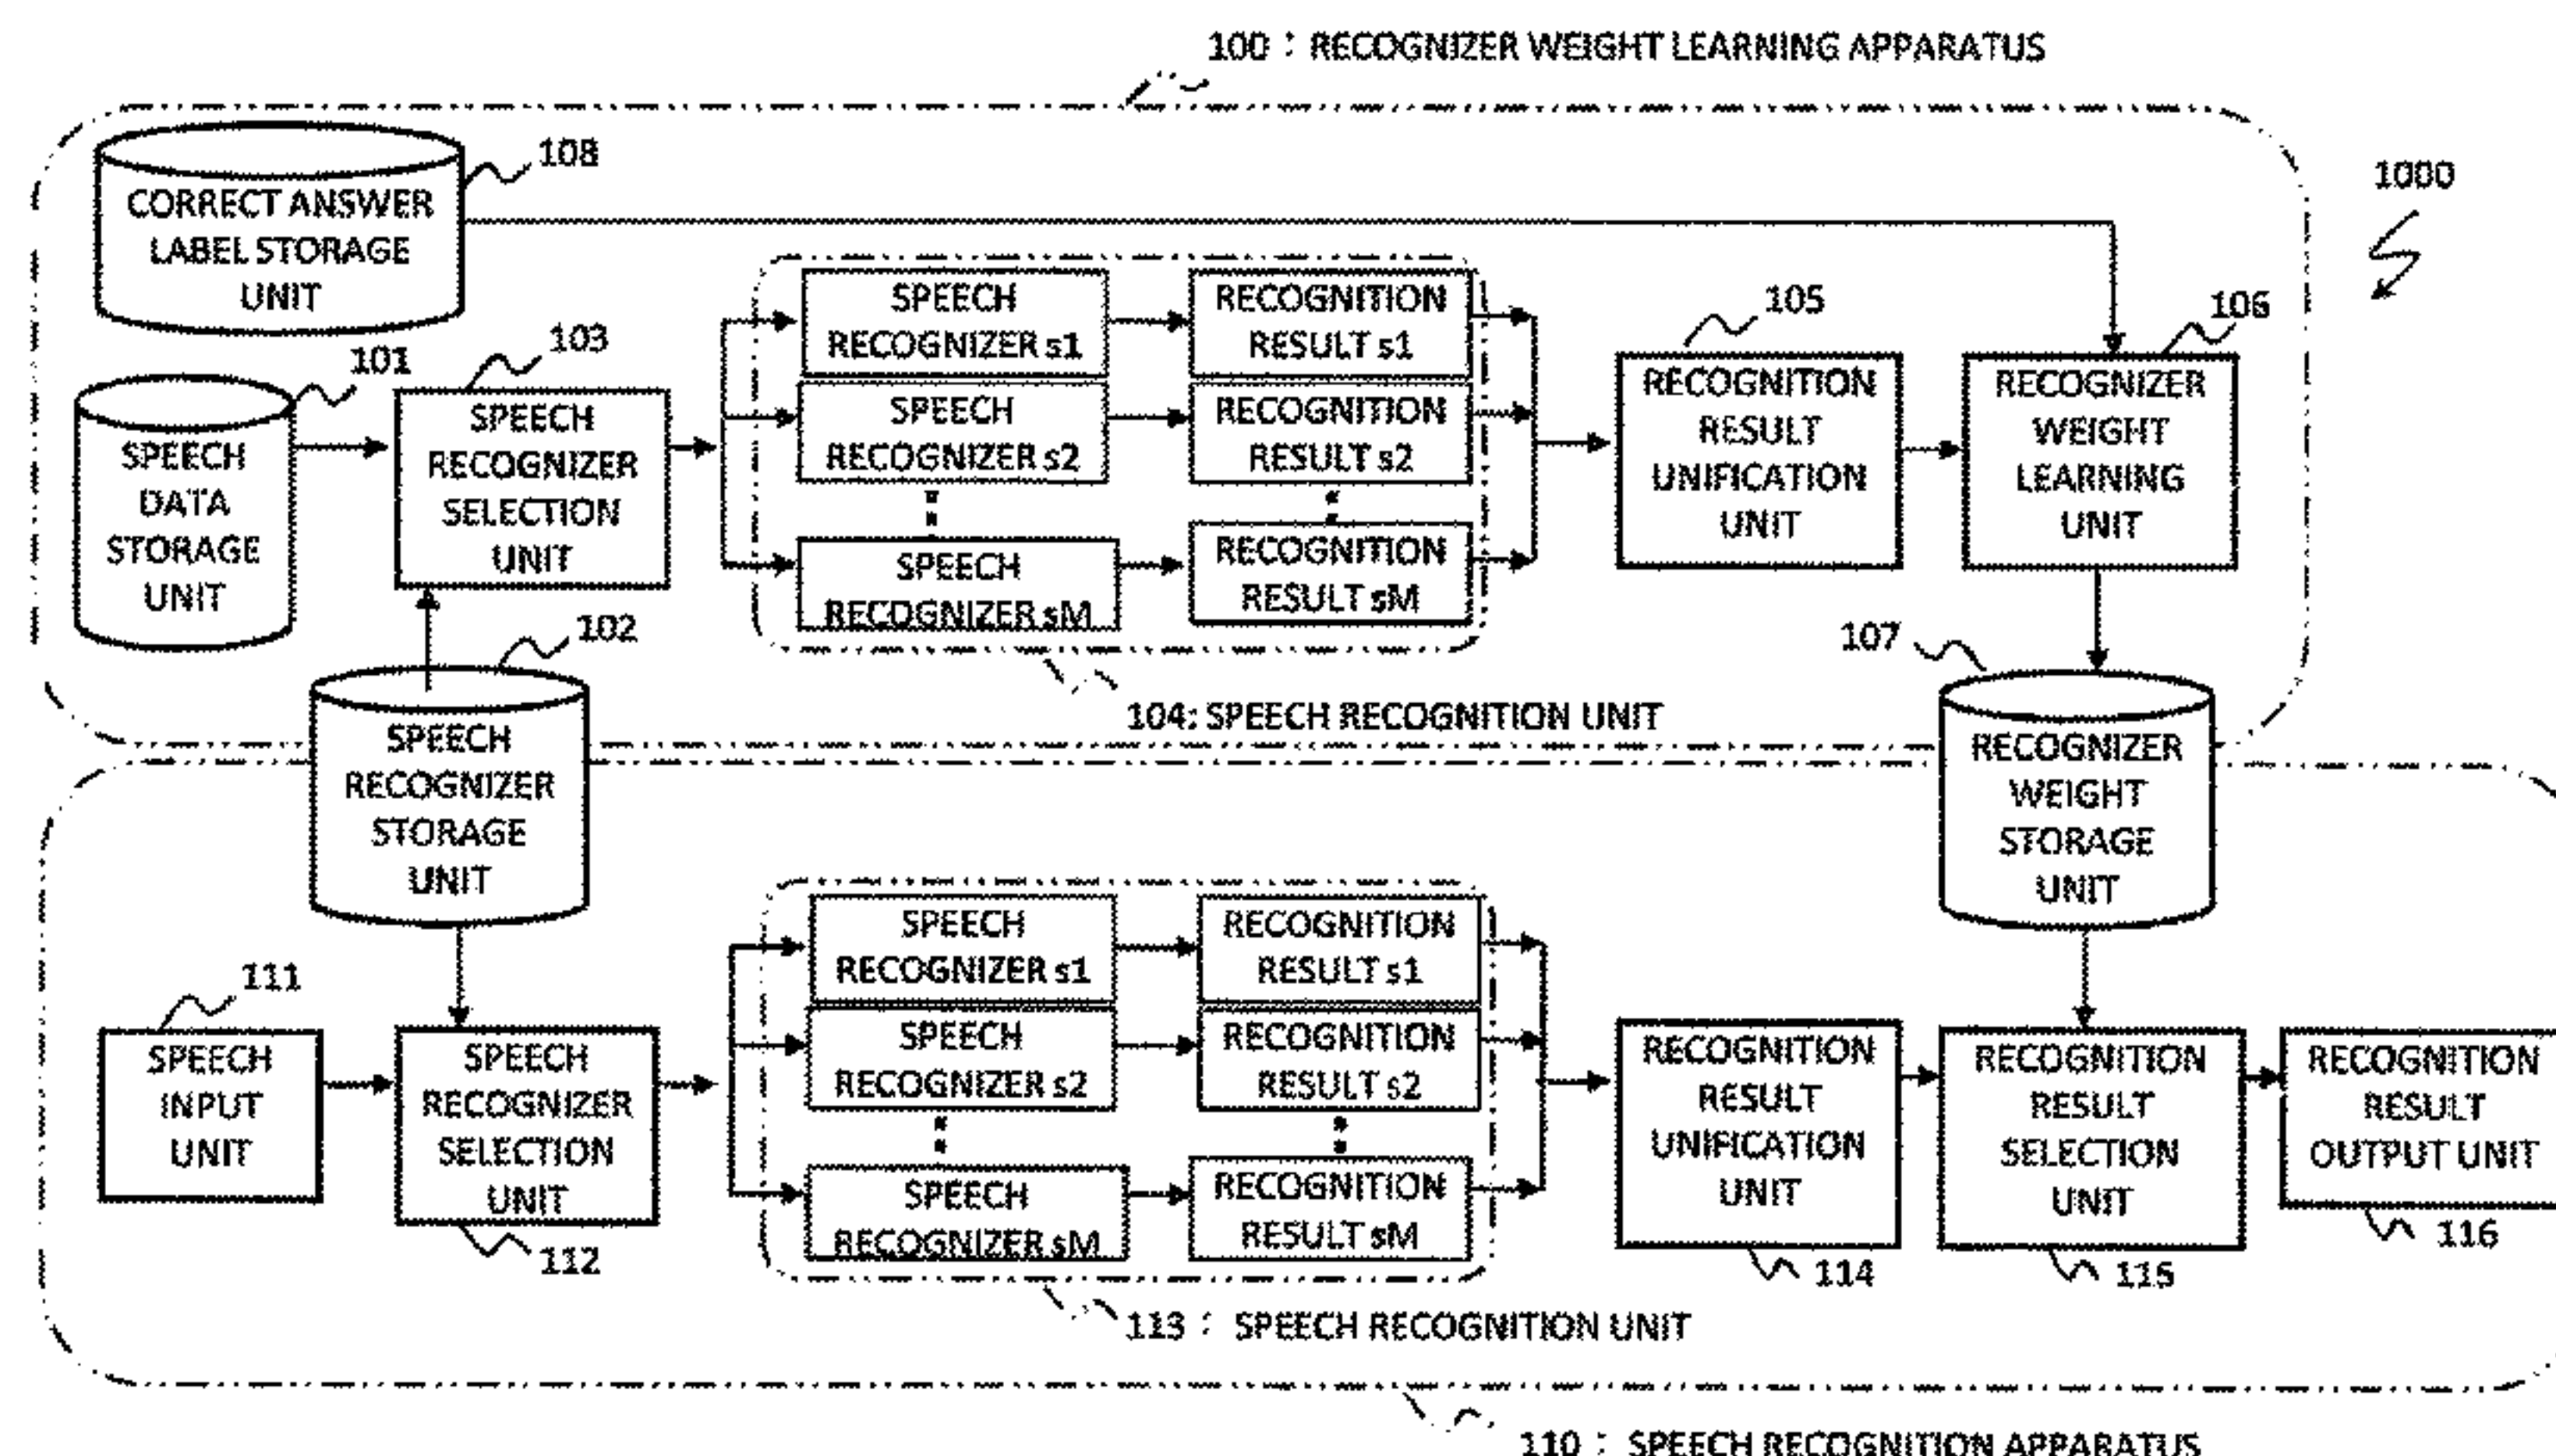 100 : RECOGNIZER WEIGHT LEARNING APPARATUS
1000
108
CORRECT ANSWER
LABEL STORAGE
UNIT
101
SPEECH
DATA
STORAGE
UNIT
103
SPEECH
RECOGNIZER
SELECTION
UNIT
SPEECH
RECOGNIZER s1
RECOGNITION
RESULT s1
SPEECH
RECOGNIZER s2
RECOGNITION
RESULT s2
SPEECH
RECOGNIZER sM
RECOGNITION
RESULT sM
105
RECOGNITION
RESULT
UNIFICATION
UNIT
106
RECOGNIZER
WEIGHT
LEARNING
UNIT
102
SPEECH
RECOGNIZER
STORAGE
UNIT
104: SPEECH RECOGNITION UNIT
107
RECOGNIZER
WEIGHT
STORAGE
UNIT
111
SPEECH
INPUT
UNIT
SPEECH
RECOGNIZER
SELECTION
UNIT
112
SPEECH
RECOGNIZER s1
RECOGNITION
RESULT s1
SPEECH
RECOGNIZER s2
RECOGNITION
RESULT s2
SPEECH
RECOGNIZER sM
RECOGNITION
RESULT sM
113 : SPEECH RECOGNITION UNIT
RECOGNITION
RESULT
UNIFICATION
UNIT
114
RECOGNITION
RESULT
SELECTION
UNIT
115
RECOGNITION
RESULT
OUTPUT UNIT
116
110 : SPEECH RECOGNITION APPARATUS